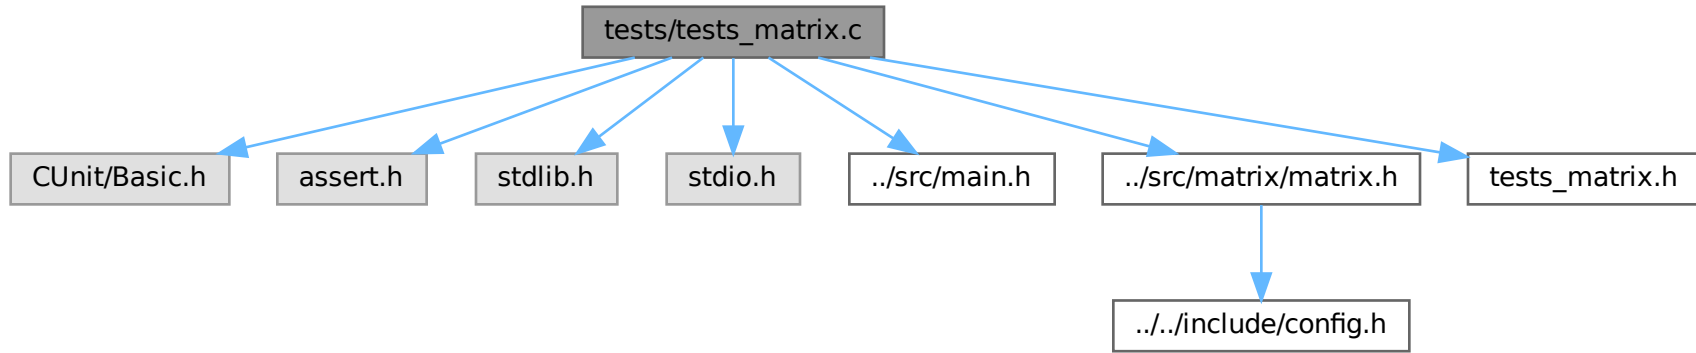 tests/tests_matrix.c
CUnit/Basic.h
assert.h
stdlib.h
stdio.h
../src/main.h
../src/matrix/matrix.h
tests_matrix.h
../../include/config.h